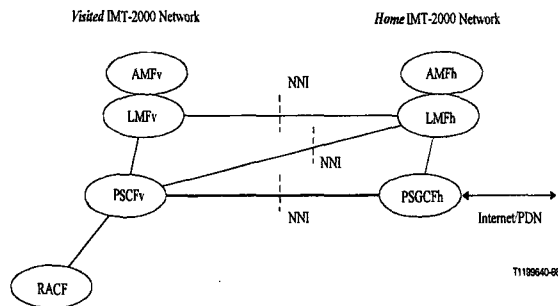 Visited IMT-2000 Network
Home IMT-2000 Network
AMFv
AMFh
NNI
LMFv
LMFh
NNI
PSCFv
PSGCFh
NNI
Internet/PDN
RACF